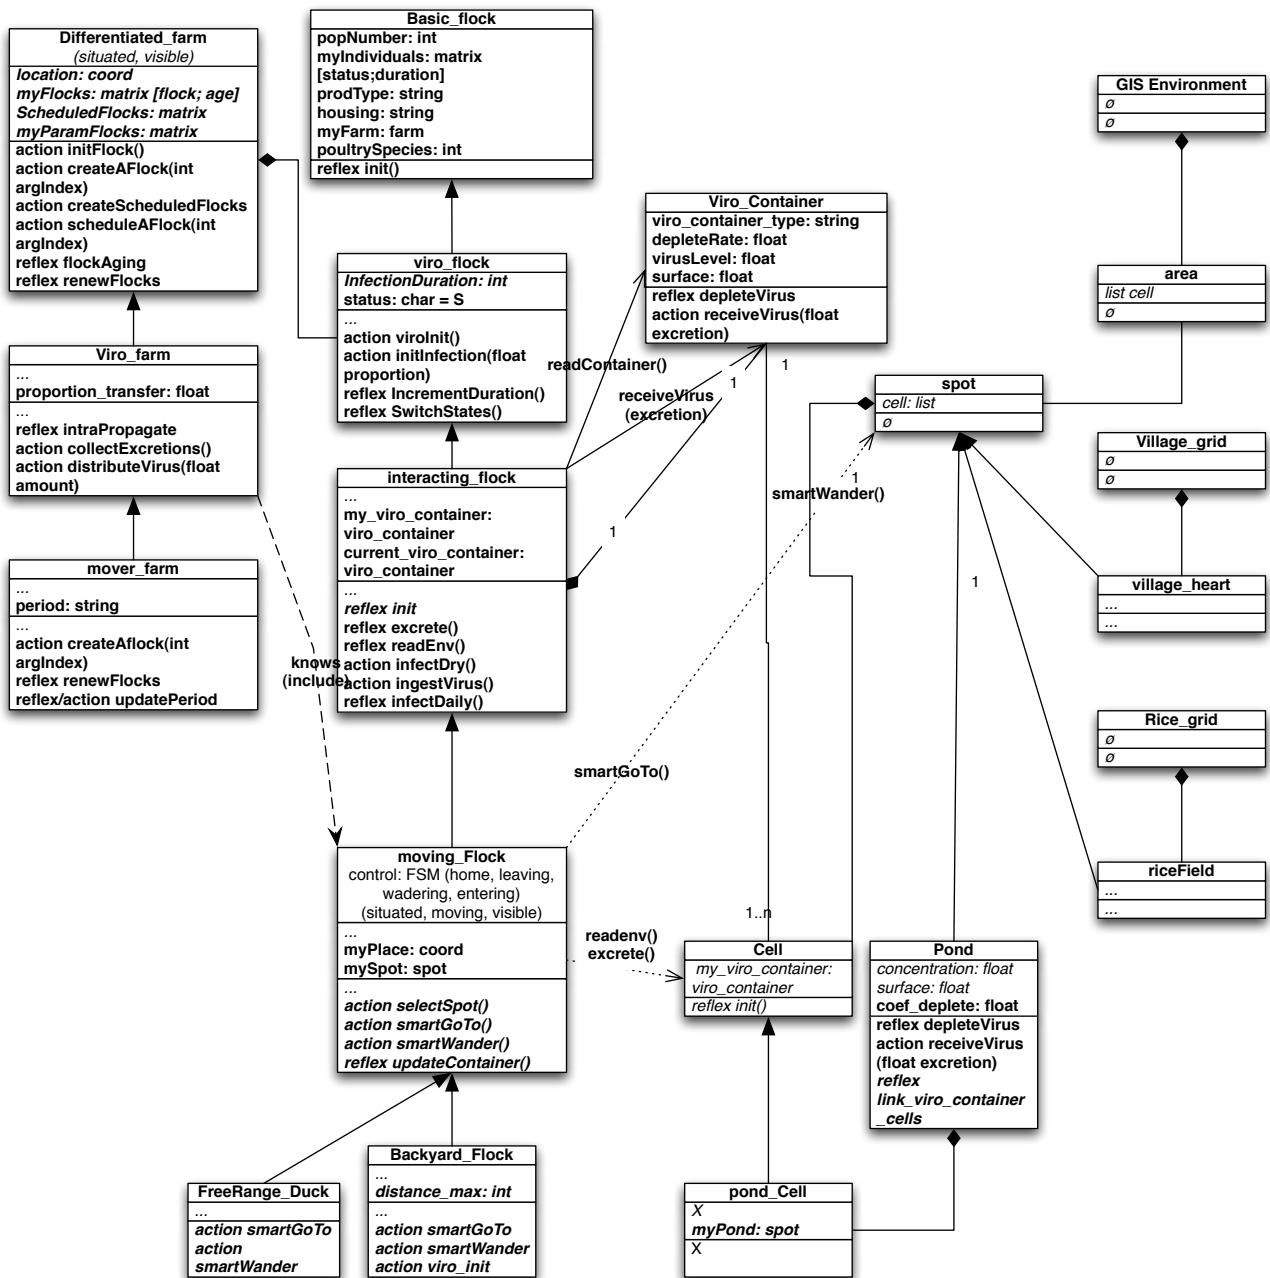 Differentiated_farm
(situated, visible)
location: coord
myFlocks: matrix [flock; age]
ScheduledFlocks: matrix
myParamFlocks: matrix
action initFlock()
action createAFlock(int
argIndex)
action createScheduledFlocks
action scheduleAFlock(int
argIndex)
reflex flockAging
reflex renewFlocks
Viro_farm
...
proportion_transfer: float
...
reflex intraPropagate
action collectExcretions()
action distributeVirus(float
amount)
mover_farm
...
period: string
...
action createAflock(int
argIndex)
reflex renewFlocks
reflex/action updatePeriod
Basic_flock
popNumber: int
myIndividuals: matrix
[status;duration]
prodType: string
housing: string
myFarm: farm
poultrySpecies: int
reflex init()
viro_flock
InfectionDuration: int
status: char = S
...
action viroInit()
action initInfection(float
proportion)
reflex IncrementDuration()
reflex SwitchStates()
interacting_flock
...
my_viro_container:
viro_container
current_viro_container:
viro_container
...
reflex init
reflex excrete()
reflex readEnv()
action infectDry()
action ingestVirus()
reflex infectDaily()
knows
(include)
moving_Flock
control: FSM (home, leaving,
wadering, entering)
(situated, moving, visible)
...
myPlace: coord
mySpot: spot
...
action selectSpot()
action smartGoTo()
action smartWander()
reflex updateContainer()
FreeRange_Duck
...
action smartGoTo
action
smartWander
Backyard_Flock
...
distance_max: int
...
action smartGoTo
action smartWander
action viro_init
Viro_Container
viro_container_type: string
depleteRate: float
virusLevel: float
surface: float
reflex depleteVirus
action receiveVirus(float
excretion)
readContainer()
receiveVirus
(excretion)
1
1
1
1
smartWander()
smartGoTo()
readenv()
excrete()
1..n
1
Cell
my_viro_container:
viro_container
reflex init()
pond_Cell
X
myPond: spot
X
Pond
concentration: float
surface: float
coef_deplete: float
reflex depleteVirus
action receiveVirus
(float excretion)
reflex
link_viro_container
_cells
spot
cell: list
ø
GIS Environment
ø
ø
area
list cell
ø
Village_grid
ø
ø
village_heart
...
...
Rice_grid
ø
ø
riceField
...
...